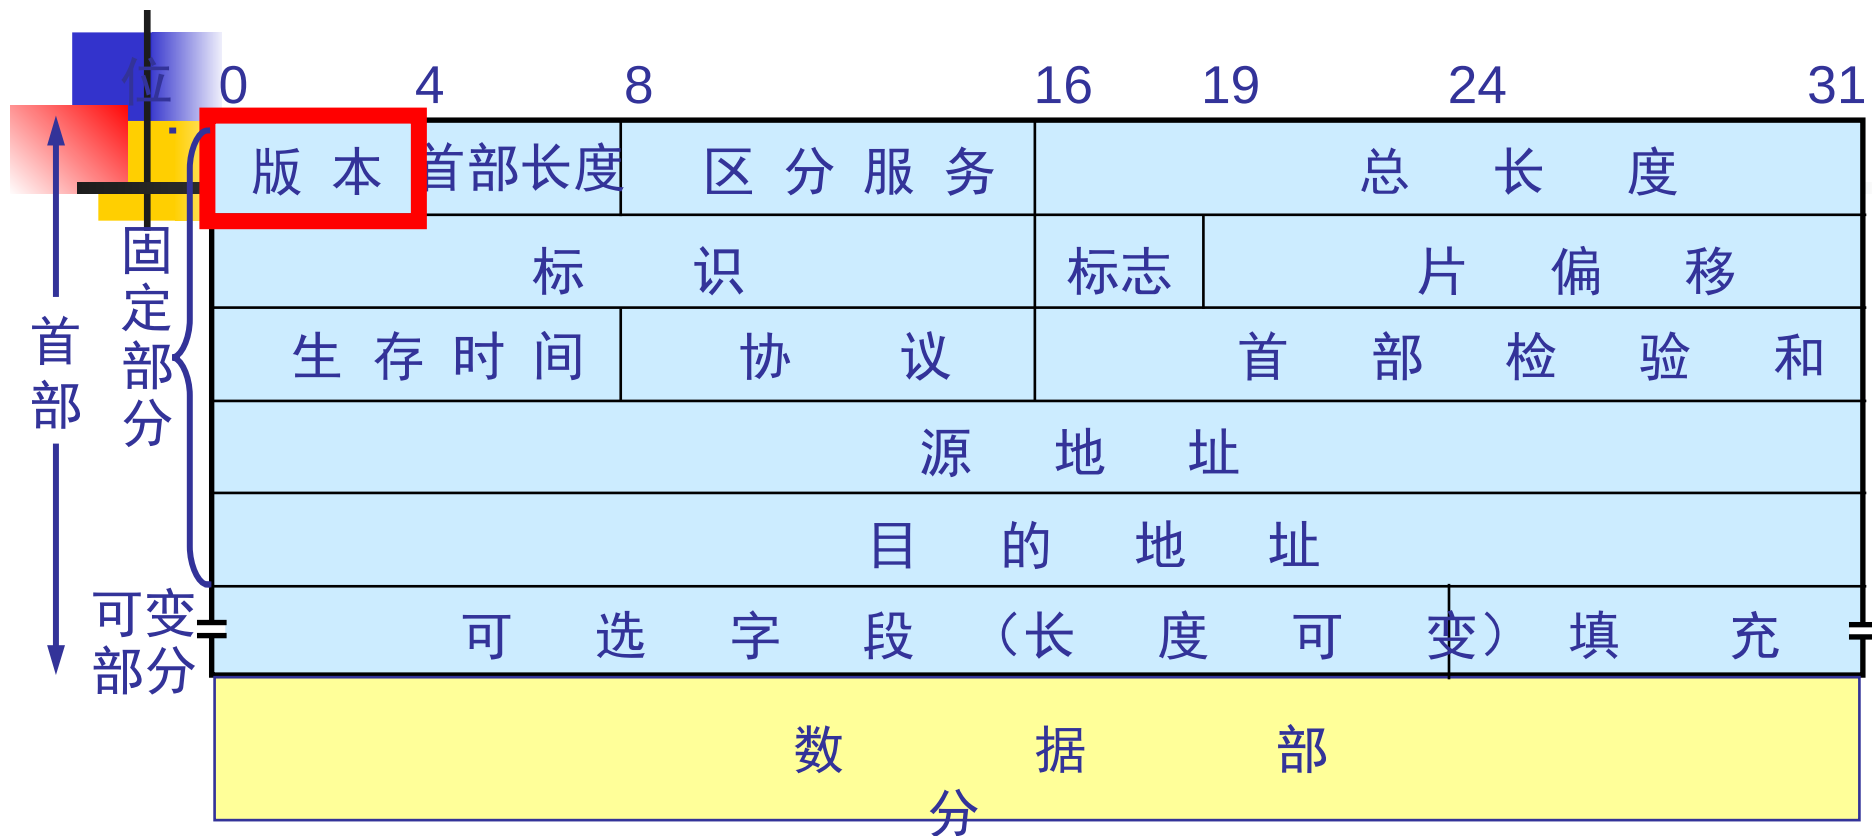 位 0 4 8 16 19 24 31
版本 首部长度 区分服务 总长度
标识 标志 片偏移
生存时间 协议 首部检验和
源地址
目的地址
可选字段（长度可变） 填充
数据部
分
首部
固定部分
可变
部分